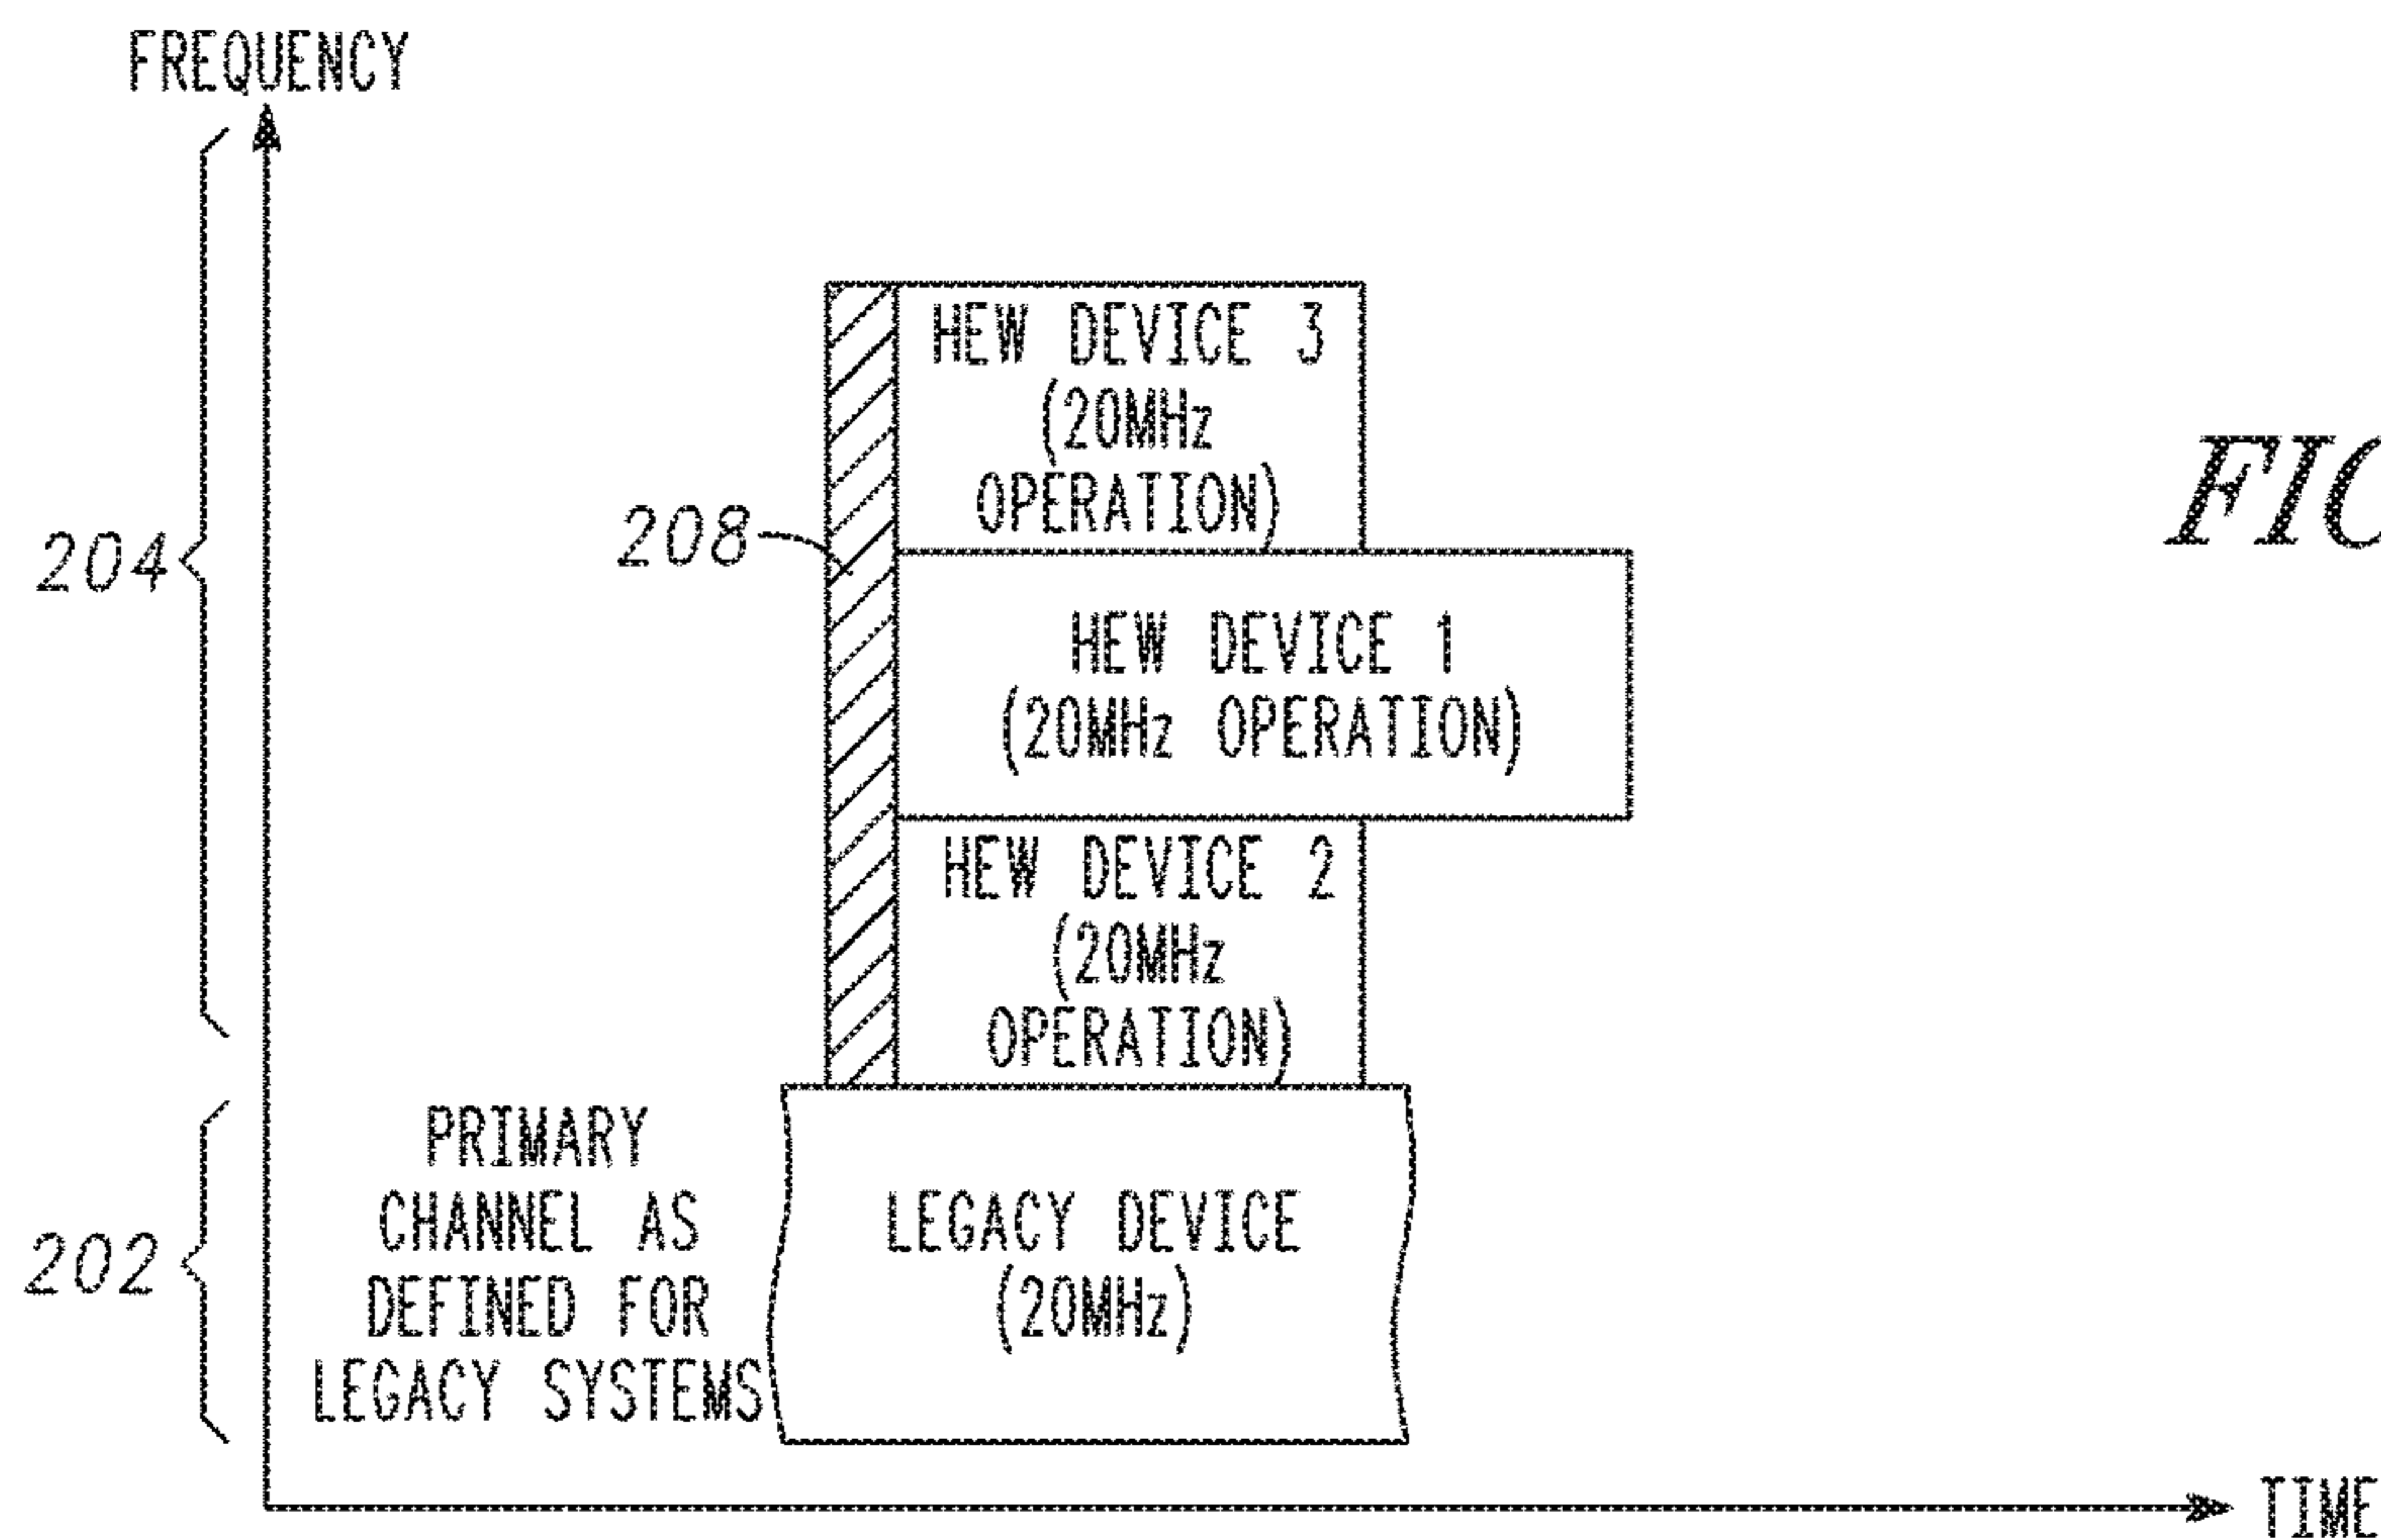 FREQUENCY
204
208
HEW DEVICE 3
(20MHz
OPERATION)
HEW DEVICE 1
(20MHz OPERATION)
HEW DEVICE 2
(20MHz
OPERATION)
202
PRIMARY
CHANNEL AS
DEFINED FOR
LEGACY SYSTEMS
LEGACY DEVICE
(20MHz)
TIME